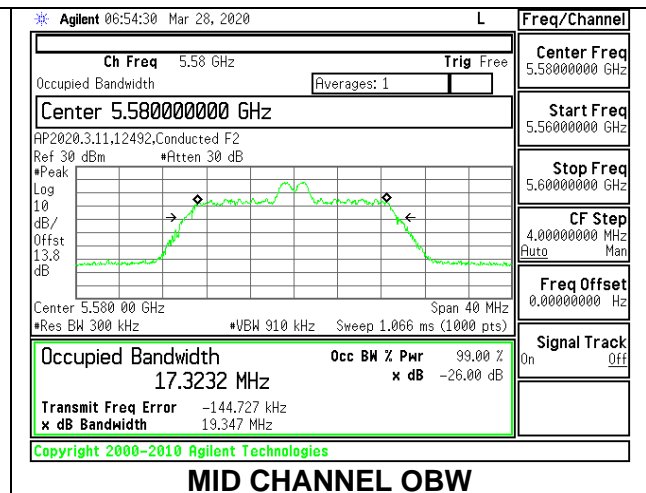 Agilent 06:54:30 Mar 28, 2020 L Freq/Channel
Ch Freq 5.58 GHz Trig Free
Occupied Bandwidth Averages: 1
Center 5.580000000 GHz
AP2020.3.11,12492,Conducted F2
Ref 30 dBm #Atten 30 dB
#Peak
Log
10
dB/
Offst
13.8
dB
Center 5.580 00 GHz Span 40 MHz
#Res BW 300 kHz #VBW 910 kHz Sweep 1.066 ms (1000 pts)
Occupied Bandwidth Occ BW % Pwr 99.00 %
17.3232 MHz x dB -26.00 dB
Transmit Freq Error -144.727 kHz
x dB Bandwidth 19.347 MHz
Copyright 2000-2010 Agilent Technologies
Center Freq
5.58000000 GHz
Start Freq
5.56000000 GHz
Stop Freq
5.60000000 GHz
CF Step
4.00000000 MHz
Auto Man
Freq Offset
0.00000000 Hz
Signal Track
On Off
MID CHANNEL OBW